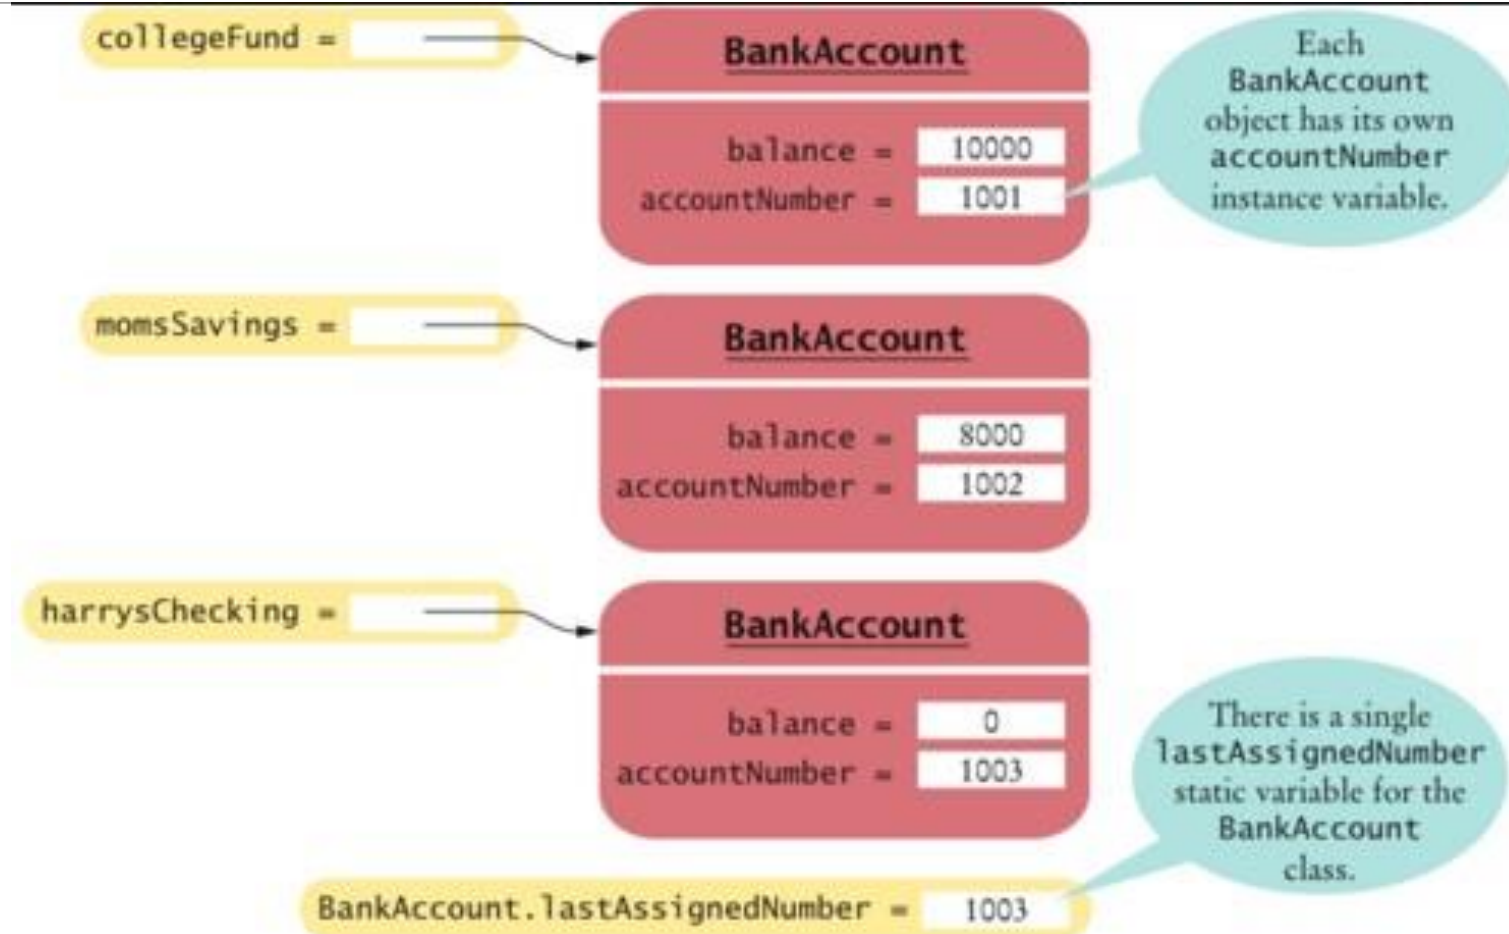 collegeFund =
BankAccount
balance = 10000
accountNumber = 1001
Each
BankAccount
object has its own
accountNumber
instance variable.
momsSavings =
BankAccount
balance = 8000
accountNumber = 1002
harrysChecking =
BankAccount
balance = 0
accountNumber = 1003
There is a single
lastAssignedNumber
static variable for the
BankAccount
class.
BankAccount.lastAssignedNumber = 1003